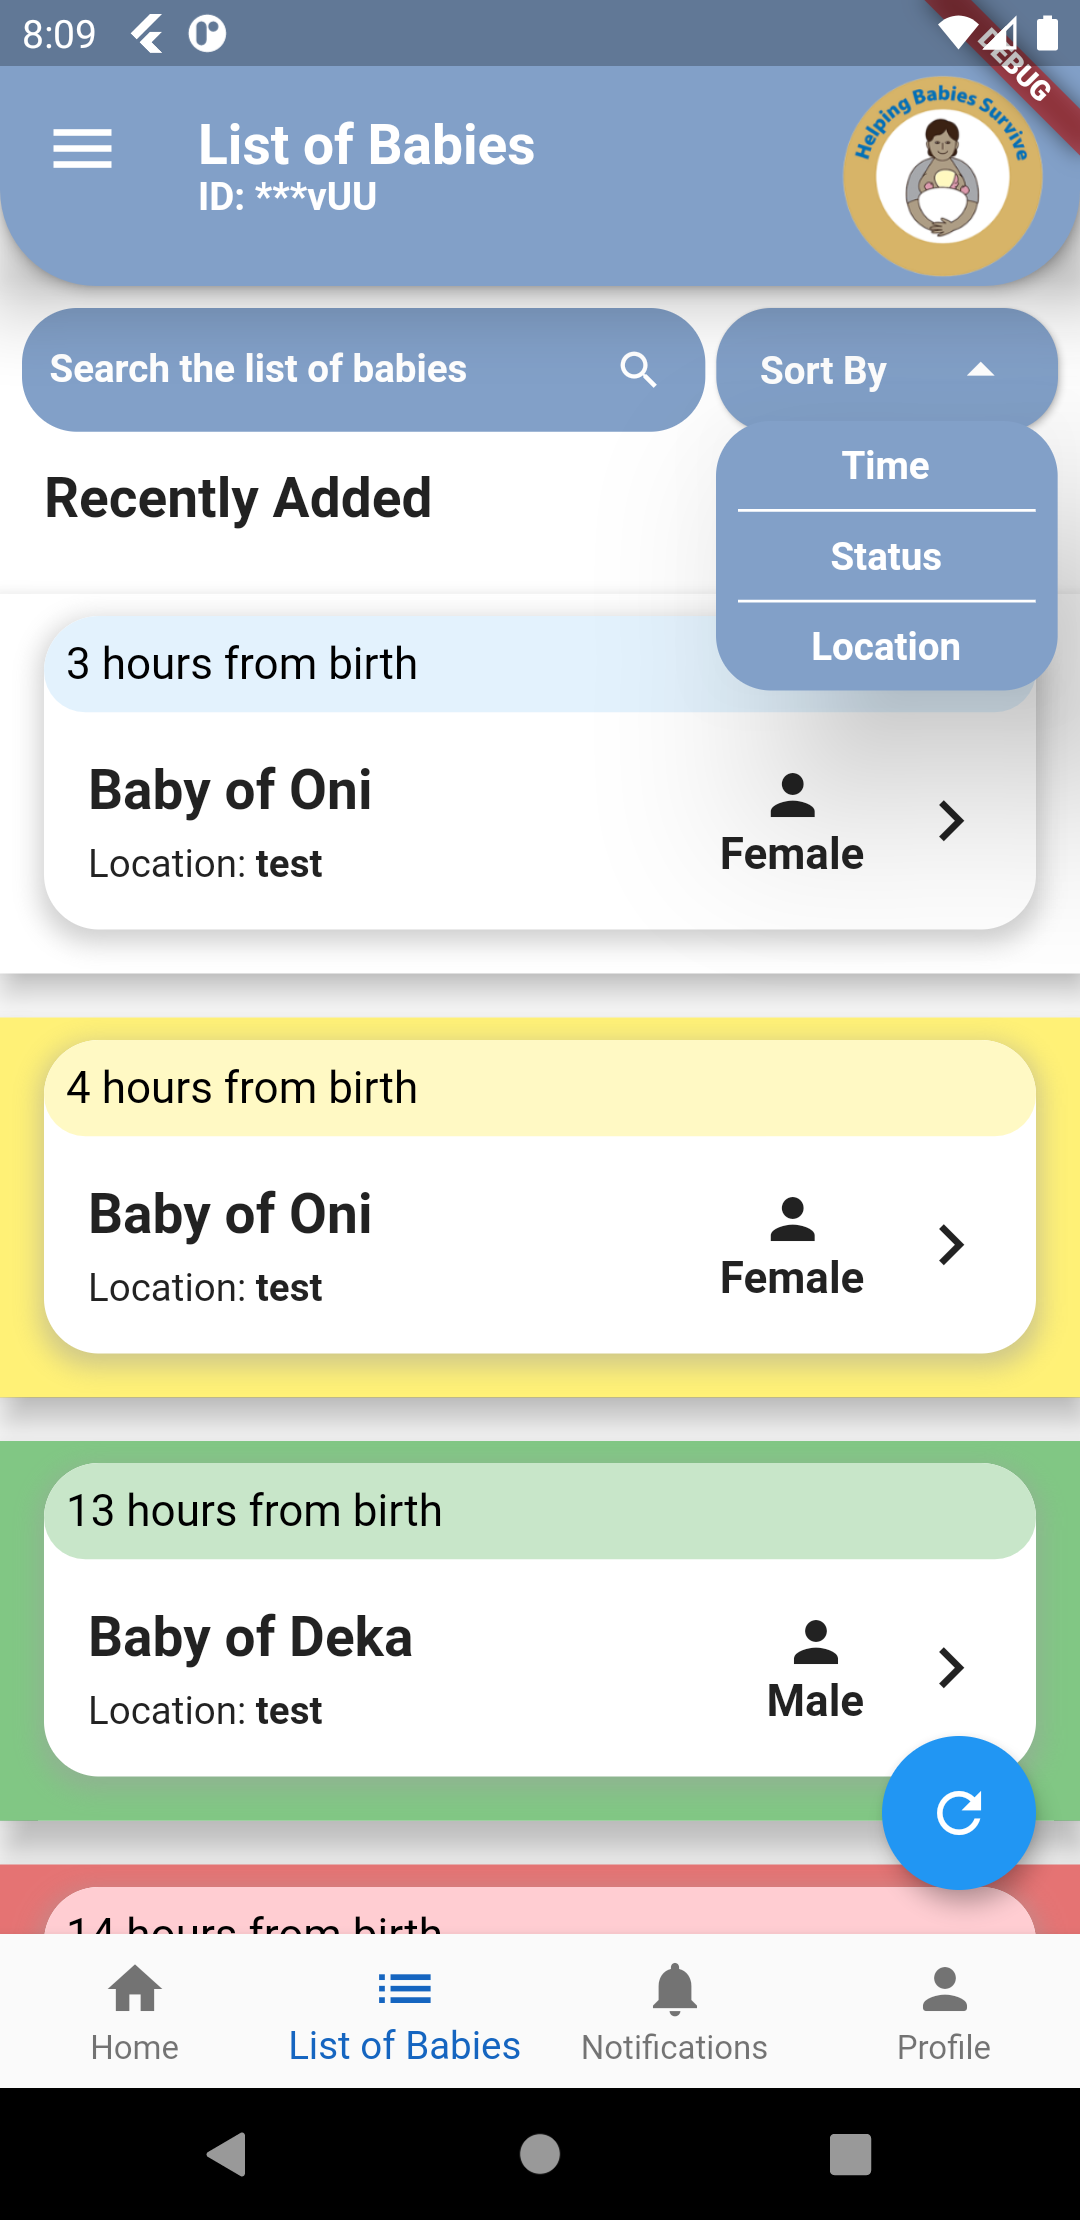 8:09
DEBUG
List of Babies
ID: ***vUU
Helping Babies Survive
Search the list of babies
Sort By
Time
Status
Location
Recently Added
3 hours from birth
Baby of Oni
Location: test
Female
4 hours from birth
Baby of Oni
Location: test
Female
13 hours from birth
Baby of Deka
Location: test
Male
14 hours from birth
Home
List of Babies
Notifications
Profile